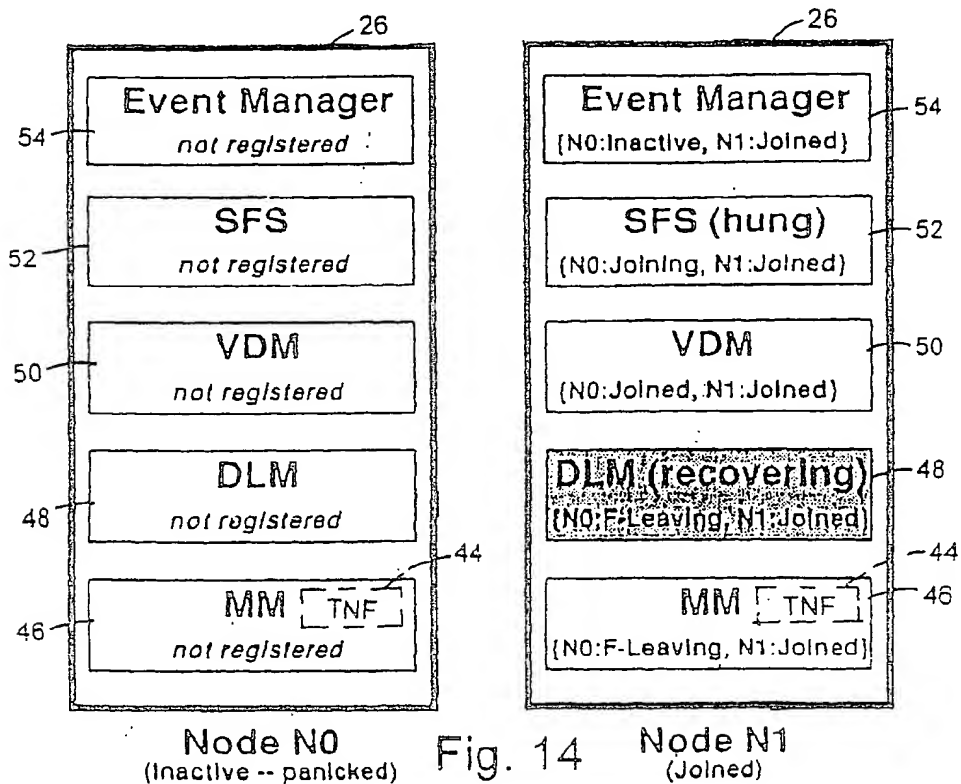 26
Event Manager
not registered
54
SFS
not registered
52
VDM
not registered
50
DLM
not registered
48
44
MM
TNF
not registered
46
Node N0
(Inactive -- panicked)
26
Event Manager
{N0:Inactive, N1:Joined}
54
SFS (hung)
{N0:Joining, N1:Joined}
52
VDM
{N0:Joined, N1:Joined}
50
DLM (recovering)
{N0:F-Leaving, N1:Joined}
48
44
MM
TNF
{N0:F-Leaving, N1:Joined}
46
Node N1
(Joined)
Fig. 14